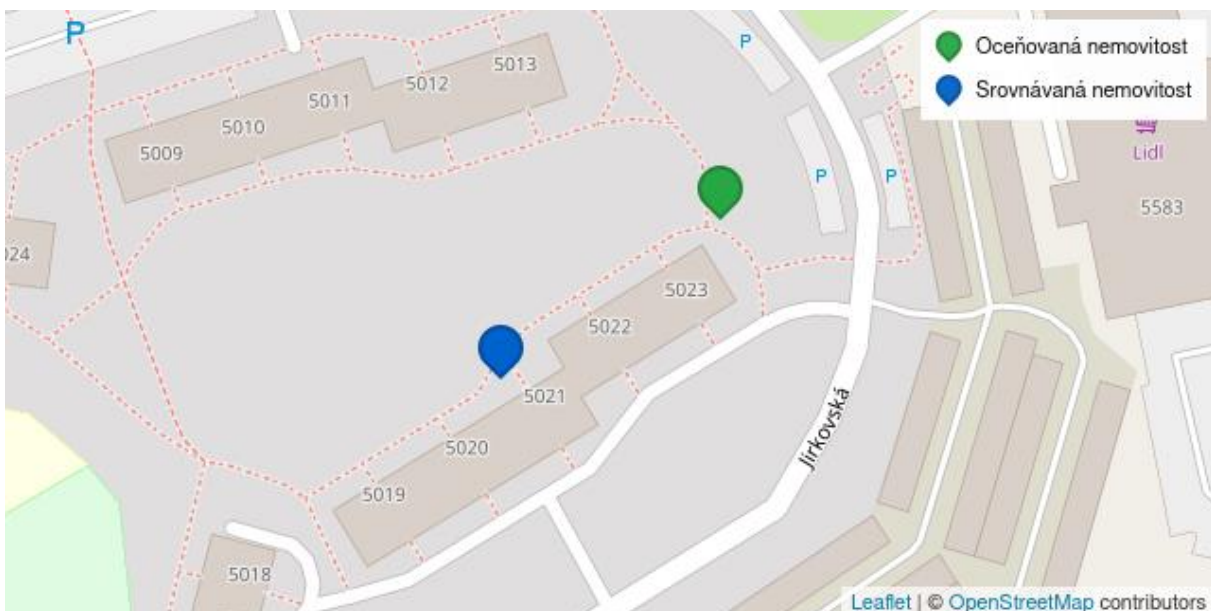 P
P
Oceňovaná nemovitost
Srovnávaná nemovitost
5013
5012
5011
5010
5009
Lidl
P
P
5583
024
5023
5022
5021
5020
5019
Jirkovská
5018
Leaflet | © OpenStreetMap contributors